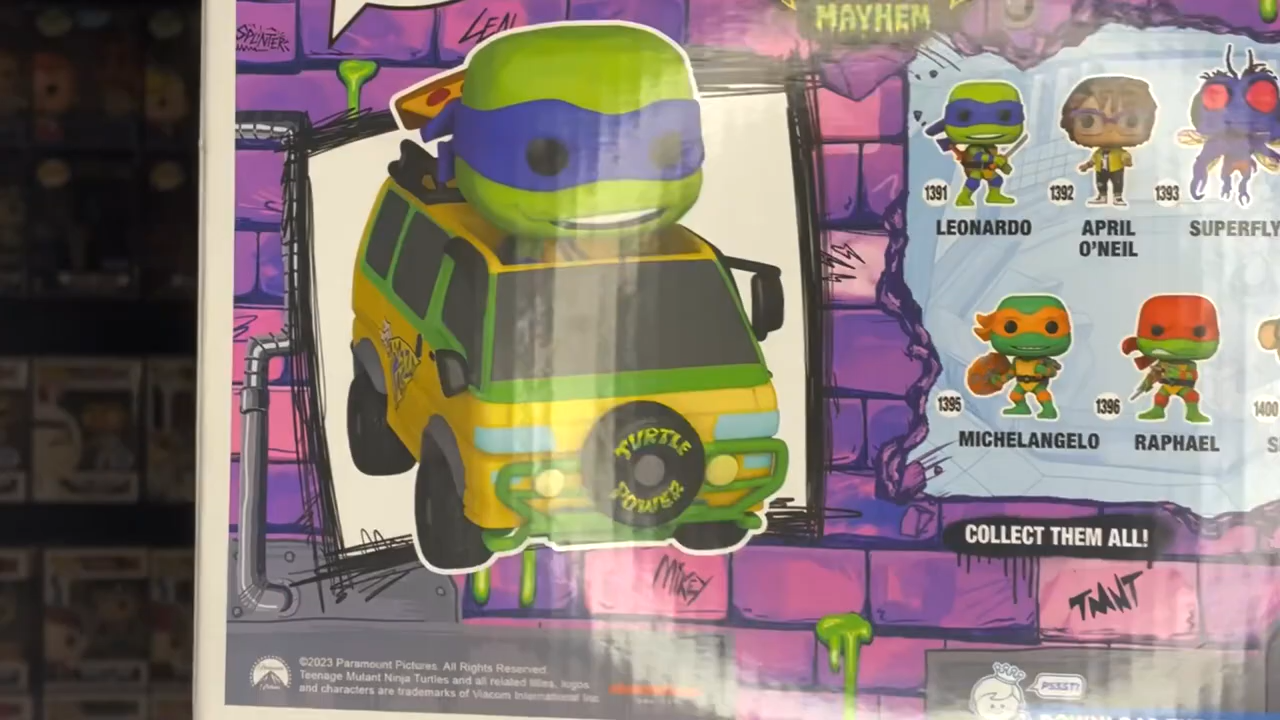 MAYHEM
SPLINTER
LEN
1391
LEONARDO
1392
APRIL
O'NEIL
1393
SUPERFLY
1395
MICHELANGELO
1396
RAPHAEL
1400
S
TURTLE
POWER
COLLECT THEM ALL!
MIKEY
TMNT
©2023 Paramount Pictures. All Rights Reserved.
Teenage Mutant Ninja Turtles and all related titles, logos
and characters are trademarks of Viacom International Inc.
Paramount
PSSST!